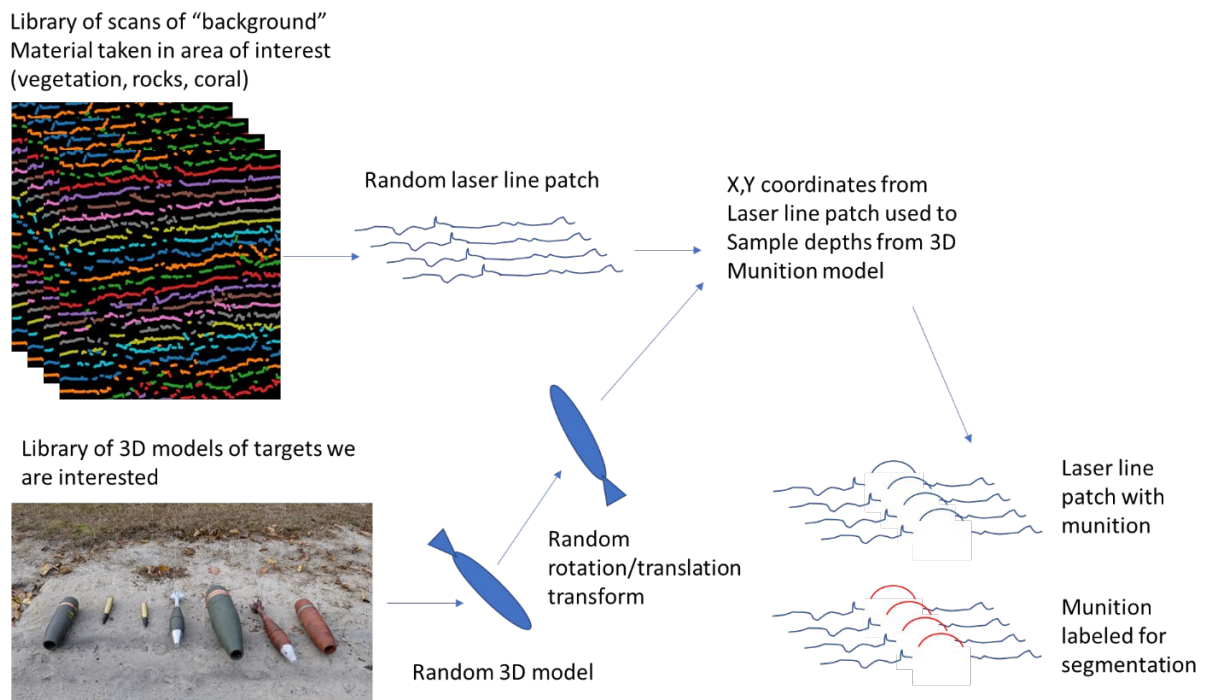 Library of scans of “background”
Material taken in area of interest
(vegetation, rocks, coral)
Random laser line patch
X,Y coordinates from
Laser line patch used to
Sample depths from 3D
Munition model
Library of 3D models of targets we
are interested
Random
rotation/translation
transform
Random 3D model
Laser line
patch with
munition
Munition
labeled for
segmentation